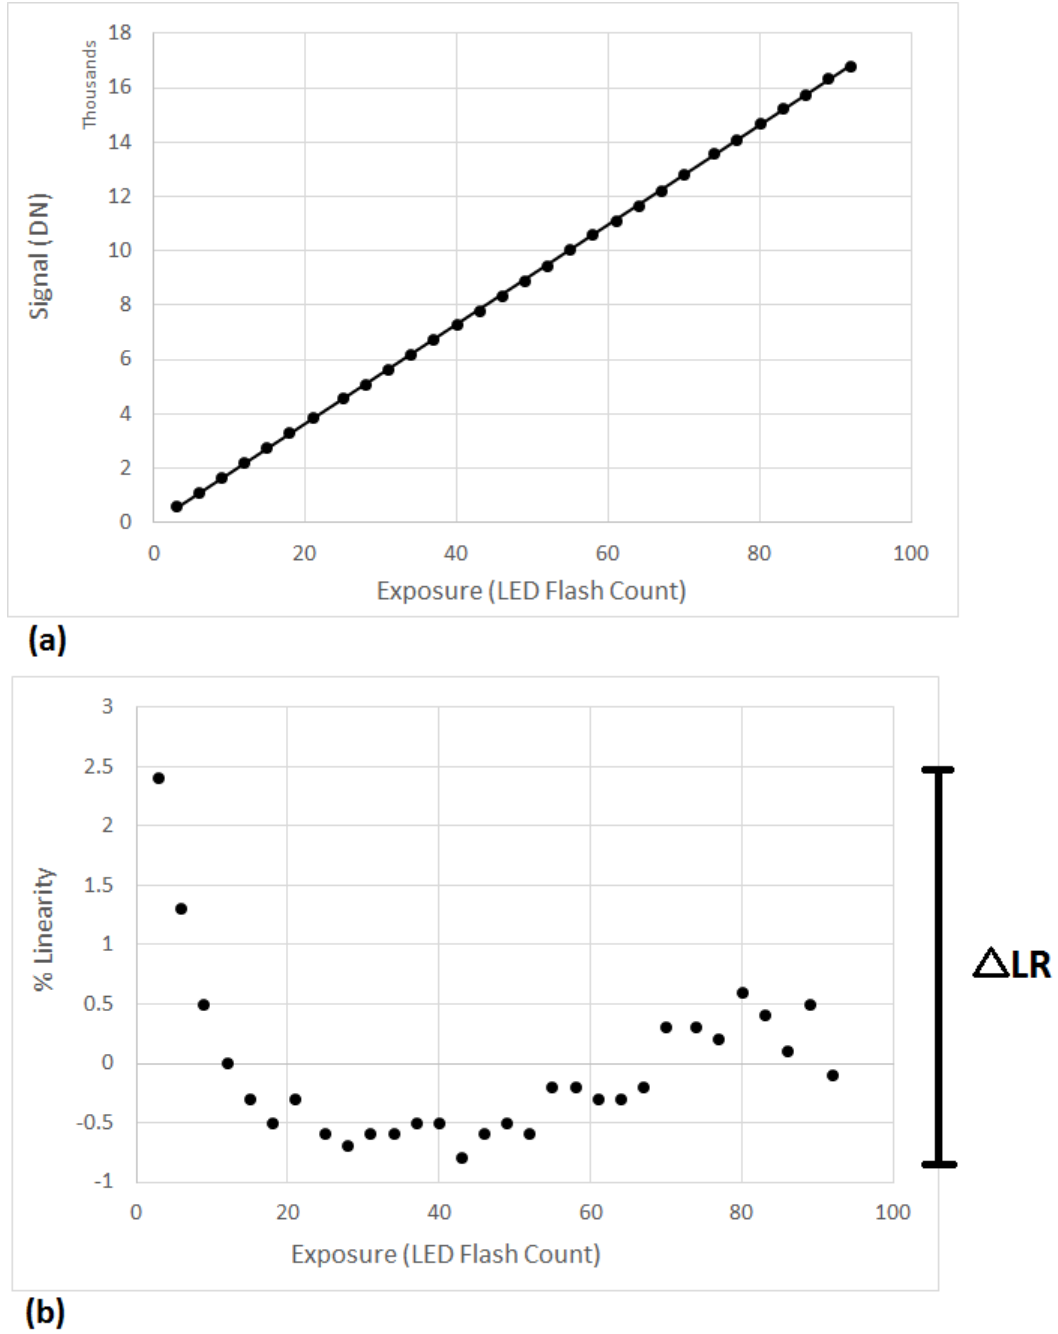 18
Thousands
16
14
12
10
8
6
4
2
0
Signal (DN)
0 20 40 60 80 100
Exposure (LED Flash Count)
(a)
3
2.5
2
1.5
1
0.5
0
-0.5
-1
% Linearity
0 20 40 60 80 100
Exposure (LED Flash Count)
△LR
(b)